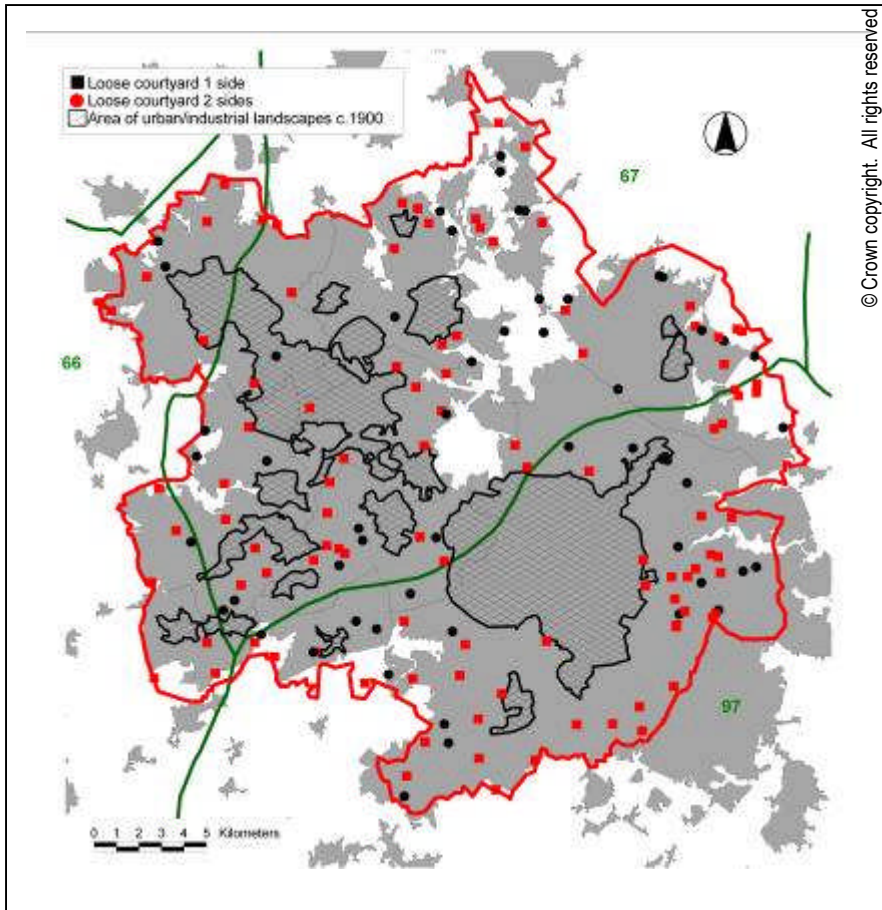 Loose courtyard 1 side
Loose courtyard 2 sides
Area of urban/industrial landscapes c.1900
67
66
97
0 1 2 3 4 5 Kilometers
© Crown copyright. All rights reserved